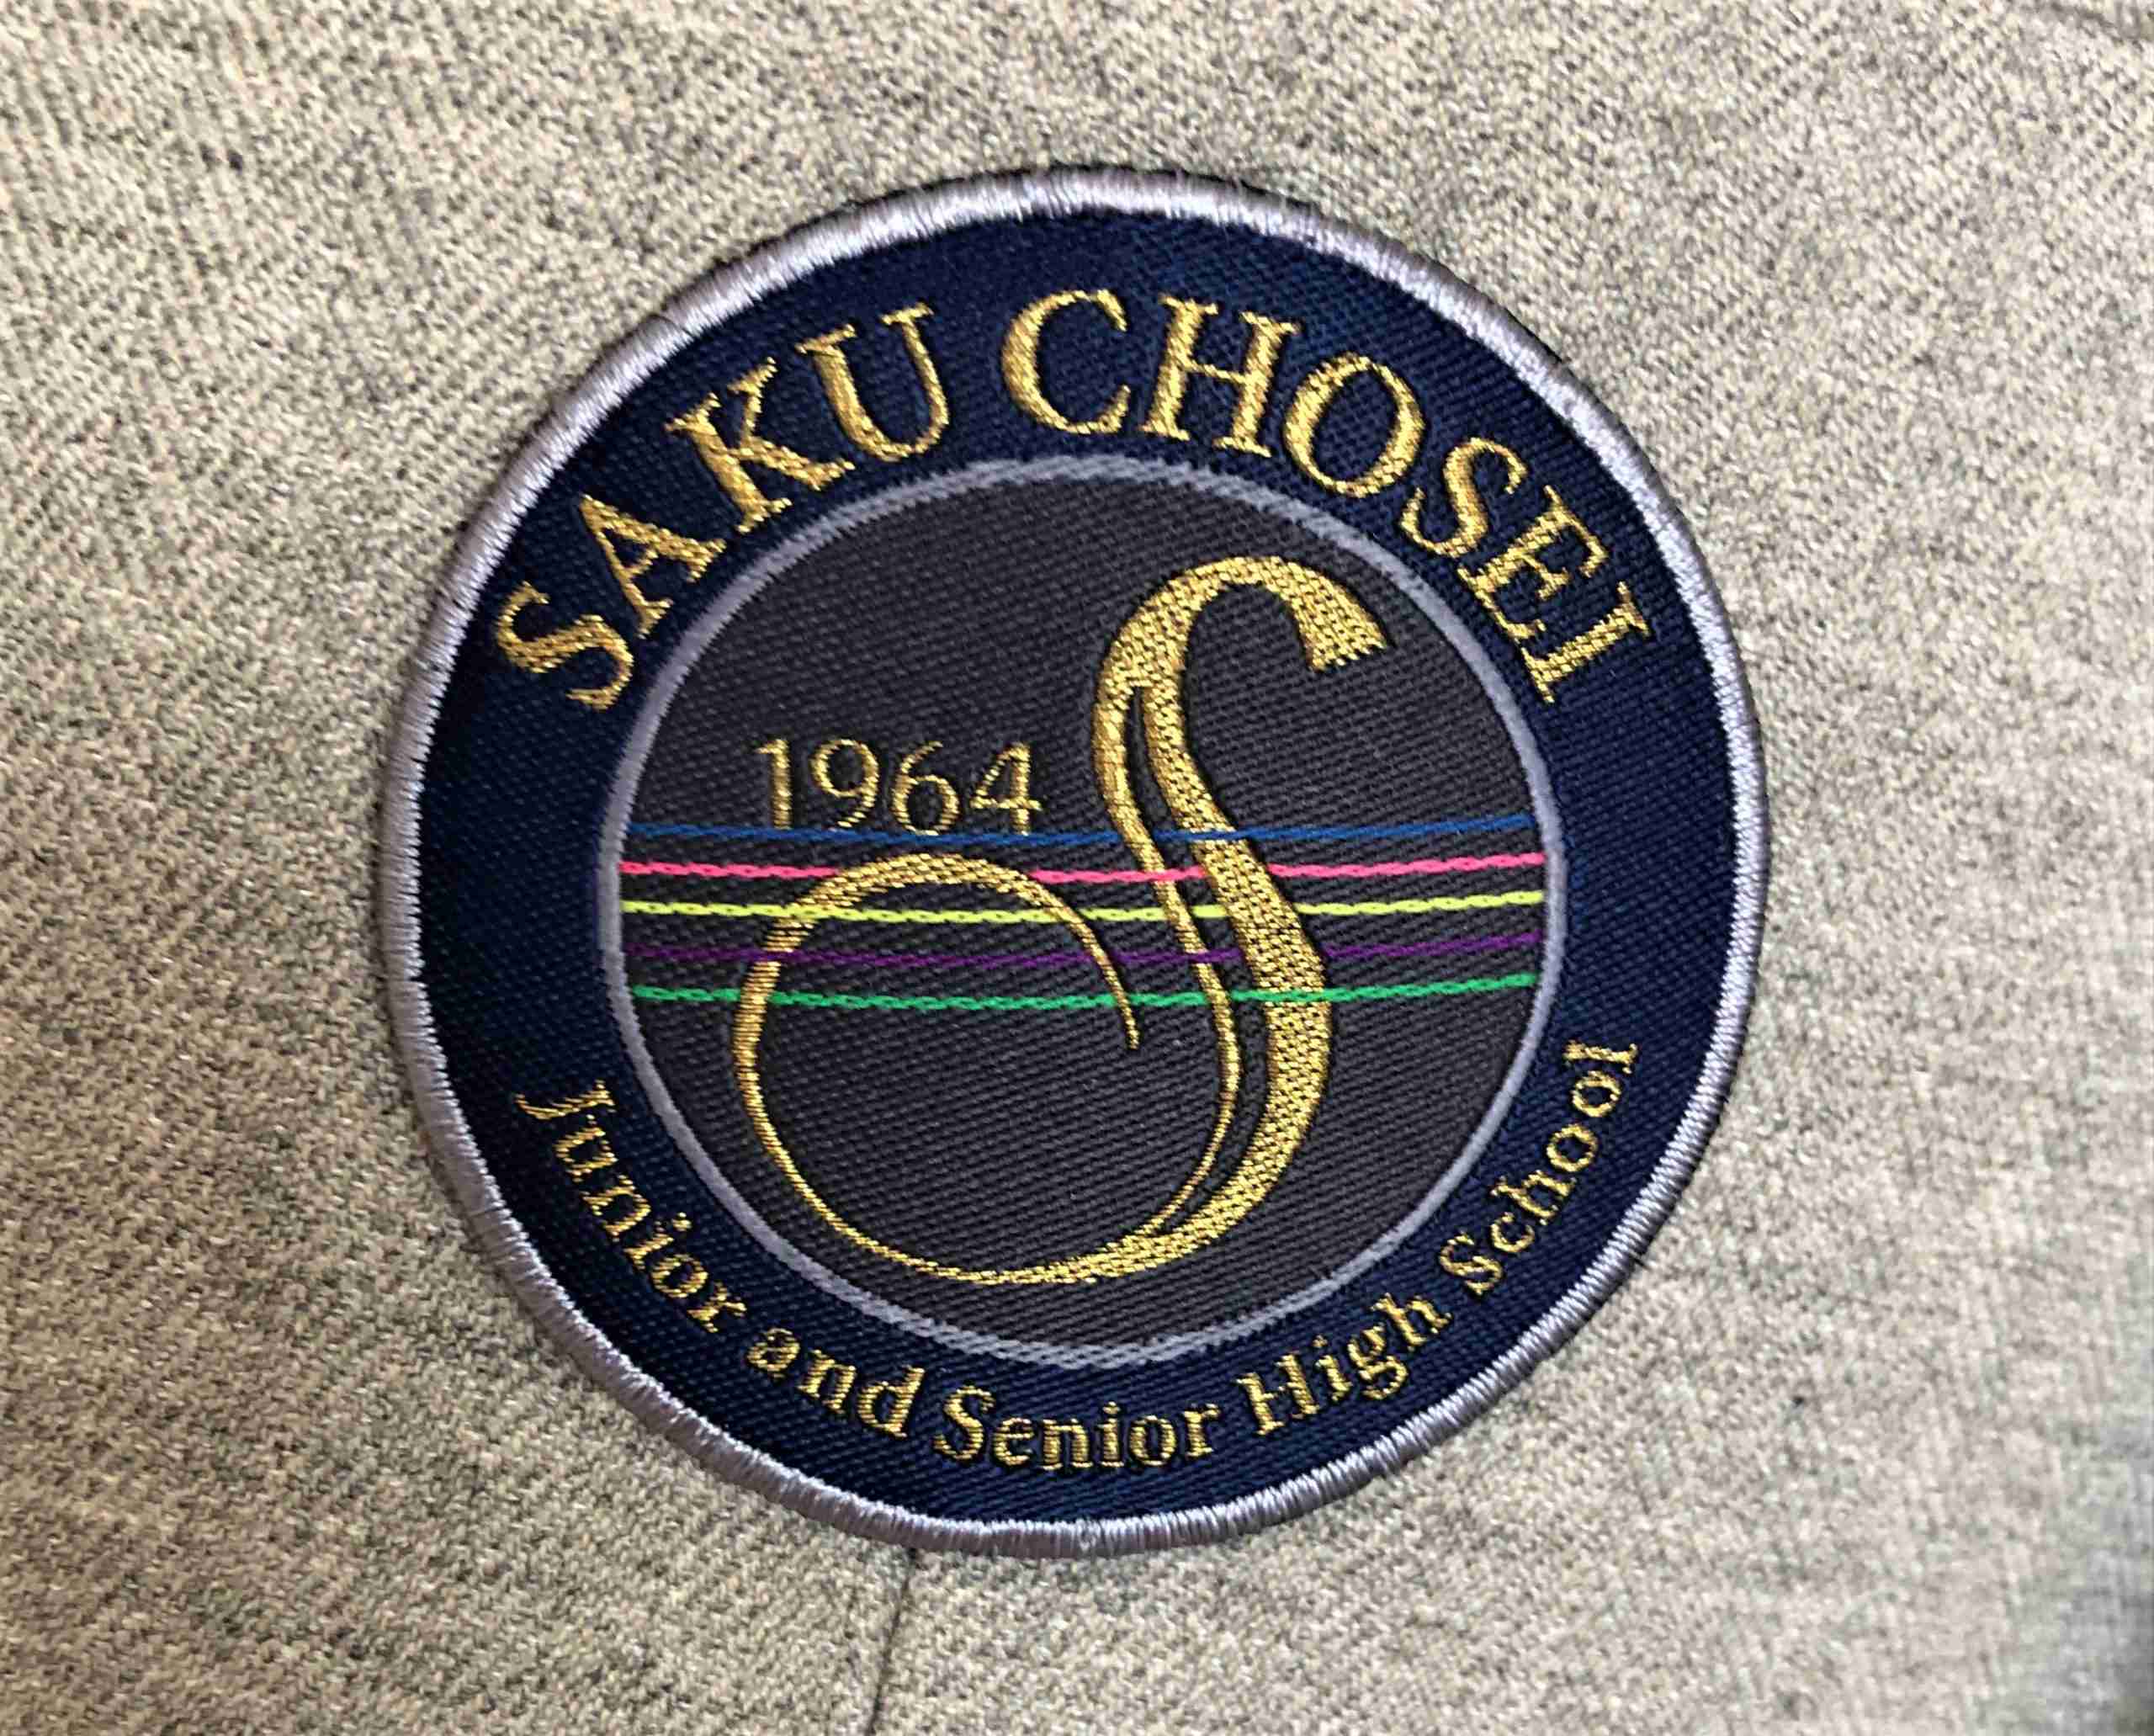 SAKU CHOSEI
1964
S
Junior and Senior High School